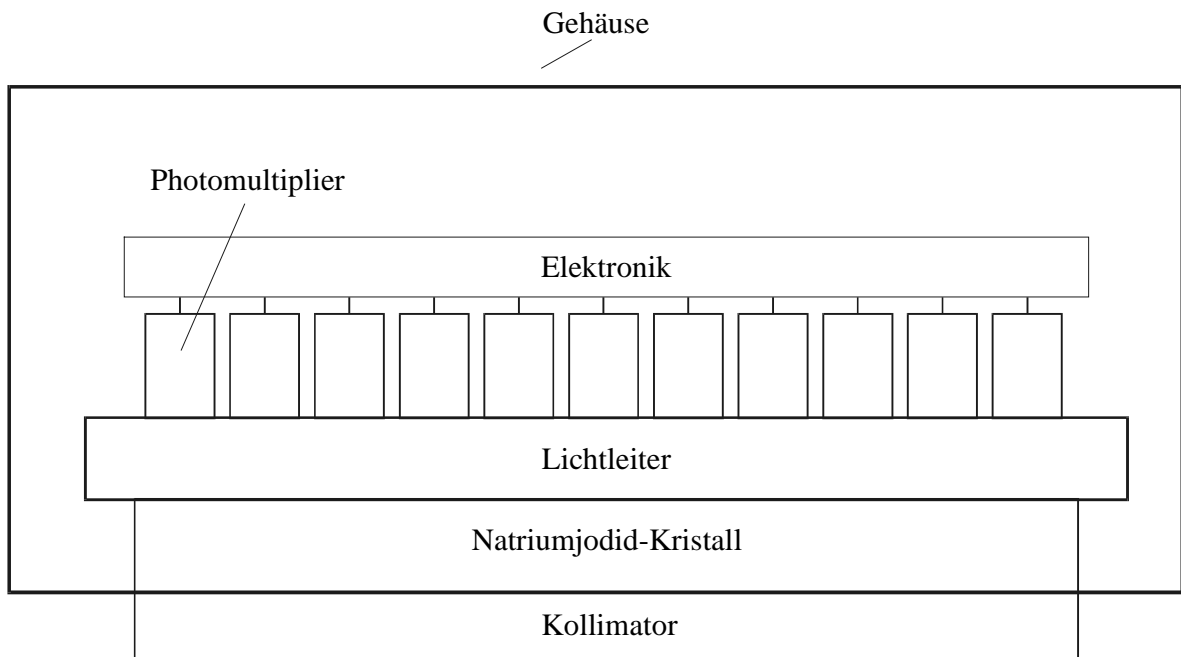 Gehäuse
Photomultiplier
Elektronik
Lichtleiter
Natriumjodid-Kristall
Kollimator